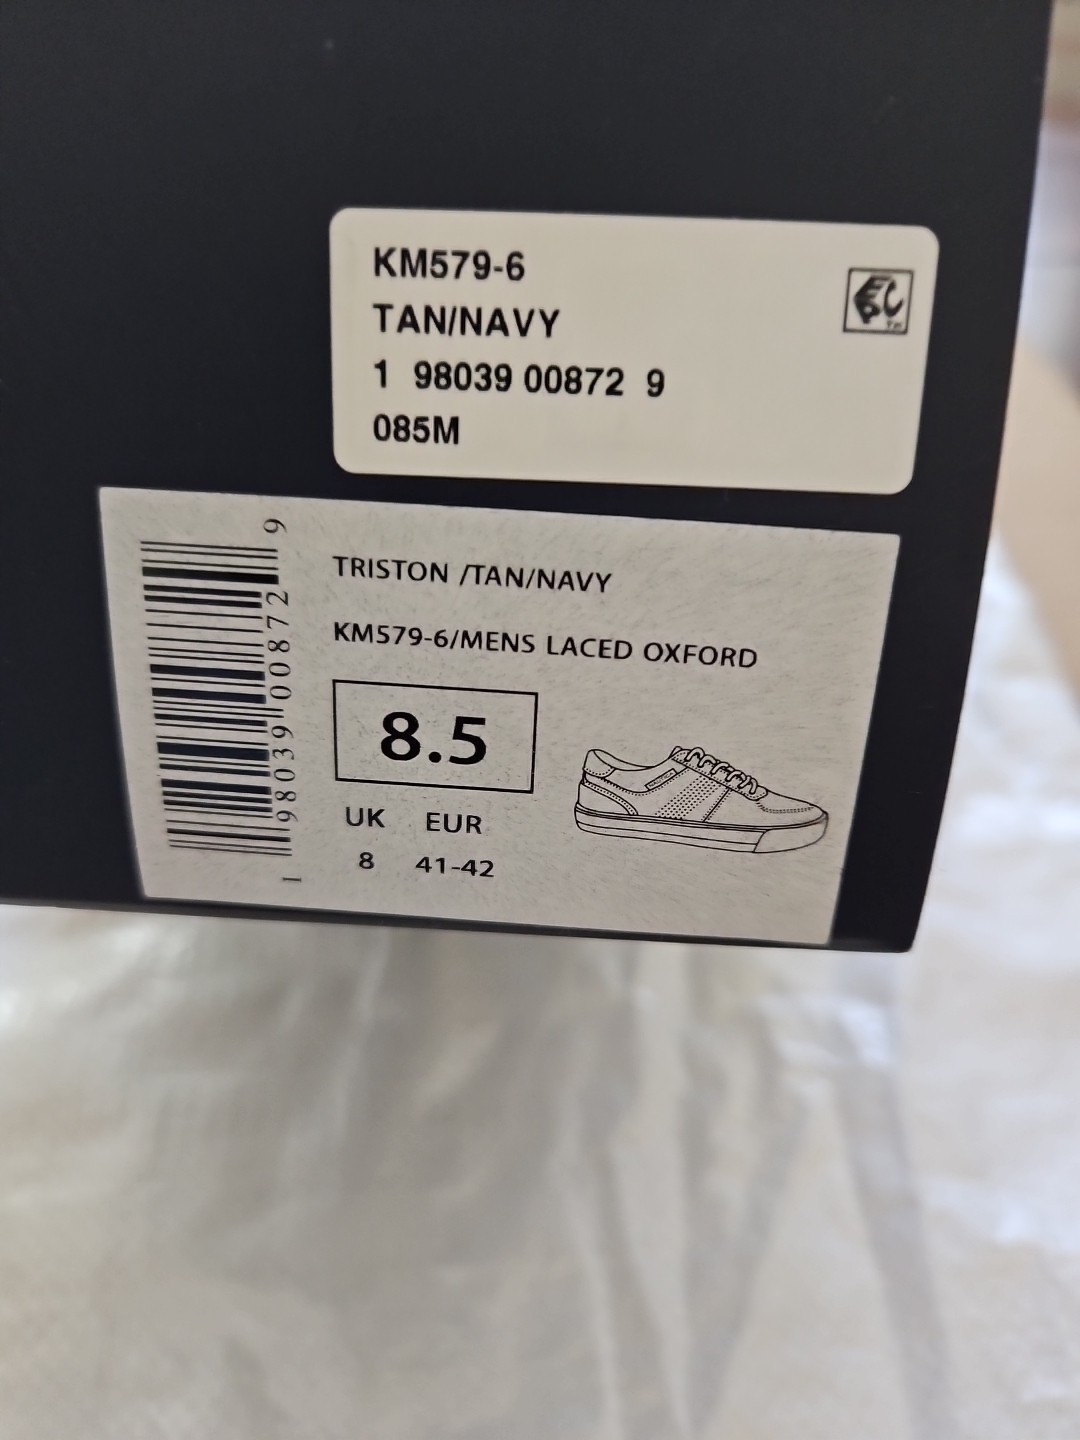 KM579-6
TAN/NAVY
1 98039 00872 9
085M
1 98039 00872 9
TRISTON /TAN/NAVY
KM579-6/MENS LACED OXFORD
8.5
UK EUR
8 41-42